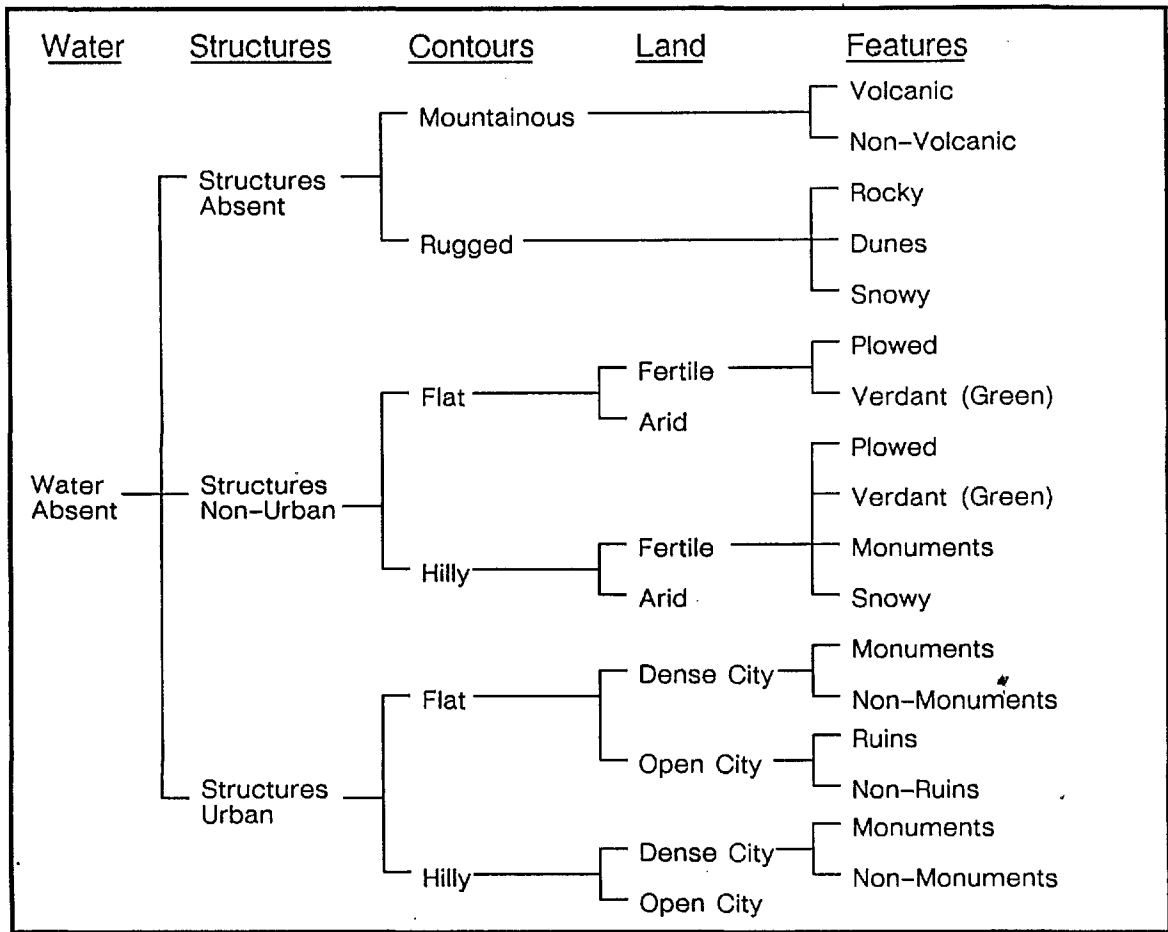 Water Structures Contours Land Features
Volcanic
Mountainous
Non-Volcanic
Structures
Absent
Rocky
Rugged
Dunes
Snowy
Plowed
Fertile
Flat
Verdant (Green)
Arid
Plowed
Water
Absent
Structures
Non-Urban
Verdant (Green)
Fertile
Monuments
Hilly
Arid
Snowy
Monuments
Dense City
Flat
Non-Monuments
Ruins
Open City
Structures
Urban
Non-Ruins
Monuments
Dense City
Hilly
Non-Monuments
Open City